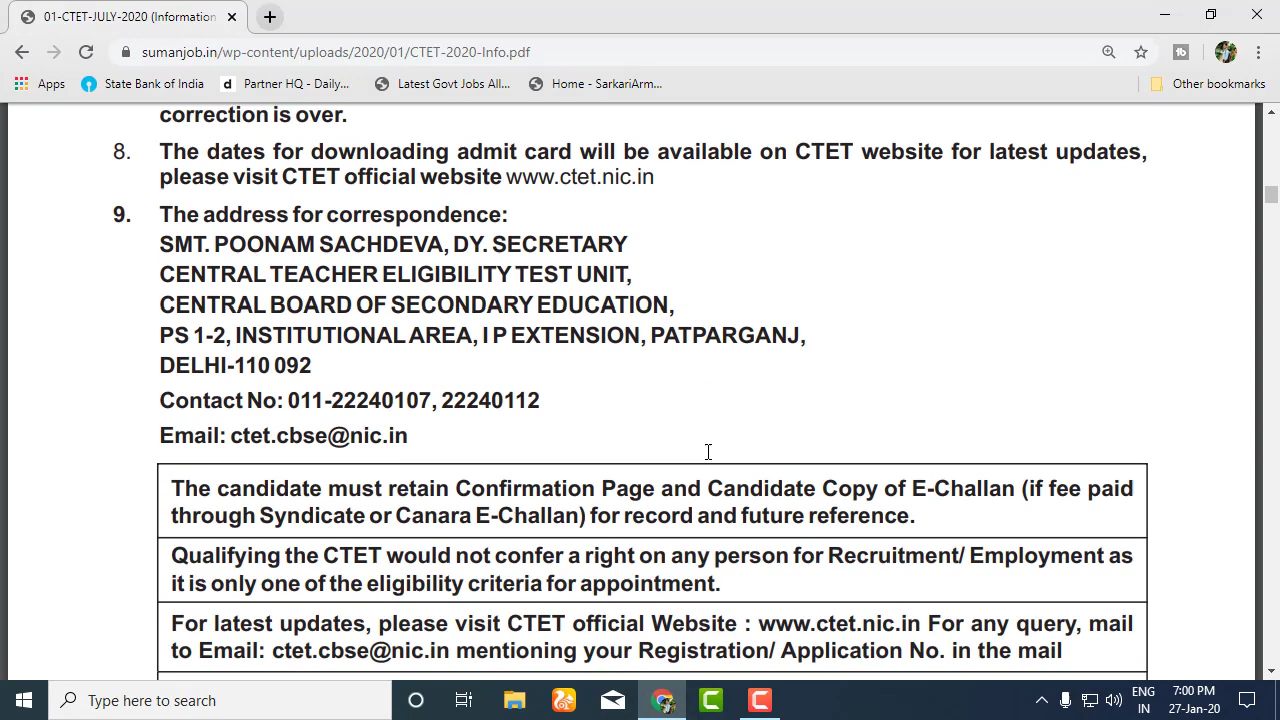 01-CTET-JULY-2020 (Information
sumanjob.in/wp-content/uploads/2020/01/CTET-2020-Info.pdf
Apps State Bank of India Partner HQ - Daily... Latest Govt Jobs All... Home - SarkariArm... Other bookmarks
correction is over.
8. The dates for downloading admit card will be available on CTET website for latest updates,
please visit CTET official website www.ctet.nic.in
9. The address for correspondence:
SMT. POONAM SACHDEVA, DY. SECRETARY
CENTRAL TEACHER ELIGIBILITY TEST UNIT,
CENTRAL BOARD OF SECONDARY EDUCATION,
PS 1-2, INSTITUTIONAL AREA, I P EXTENSION, PATPARGANJ,
DELHI-110 092
Contact No: 011-22240107, 22240112
Email: ctet.cbse@nic.in
The candidate must retain Confirmation Page and Candidate Copy of E-Challan (if fee paid
through Syndicate or Canara E-Challan) for record and future reference.
Qualifying the CTET would not confer a right on any person for Recruitment/ Employment as
it is only one of the eligibility criteria for appointment.
For latest updates, please visit CTET official Website : www.ctet.nic.in For any query, mail
to Email: ctet.cbse@nic.in mentioning your Registration/ Application No. in the mail
Type here to search
ENG 7:00 PM
IN 27-Jan-20